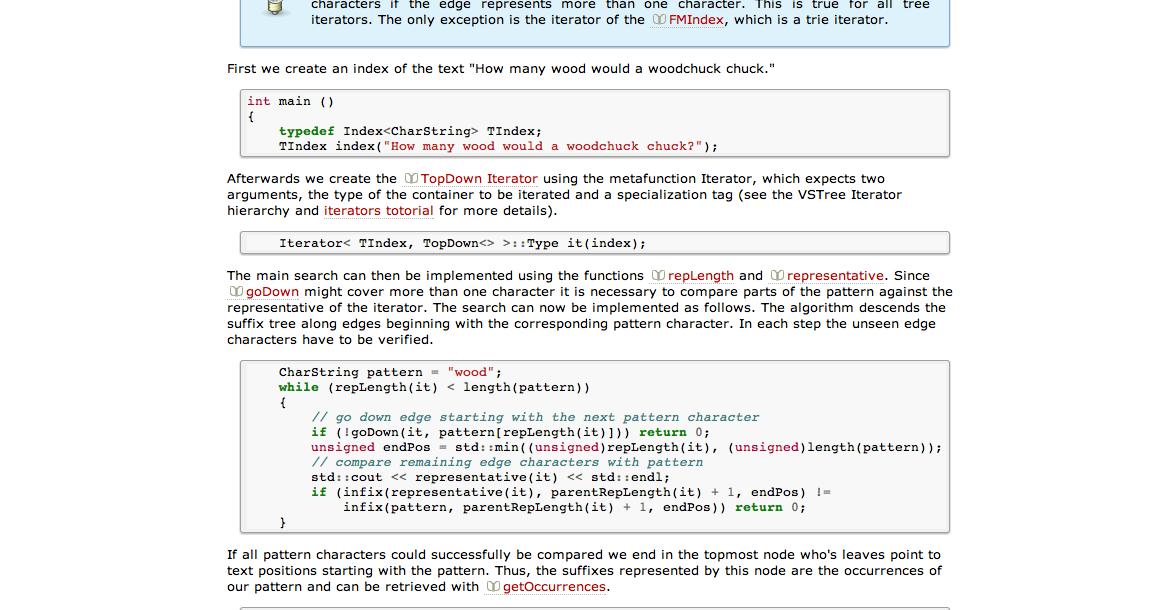 characters if the edge represents more than one character. This is true for all tree
iterators. The only exception is the iterator of the FMIndex, which is a trie iterator.
First we create an index of the text "How many wood would a woodchuck chuck."
int main ()
{
    typedef Index<CharString> TIndex;
    TIndex index("How many wood would a woodchuck chuck?");
Afterwards we create the TopDown Iterator using the metafunction Iterator, which expects two
arguments, the type of the container to be iterated and a specialization tag (see the VSTree Iterator
hierarchy and iterators totorial for more details).
    Iterator< TIndex, TopDown<> >::Type it(index);
The main search can then be implemented using the functions repLength and representative. Since
goDown might cover more than one character it is necessary to compare parts of the pattern against the
representative of the iterator. The search can now be implemented as follows. The algorithm descends the
suffix tree along edges beginning with the corresponding pattern character. In each step the unseen edge
characters have to be verified.
    CharString pattern = "wood";
    while (repLength(it) < length(pattern))
    {
        // go down edge starting with the next pattern character
        if (!goDown(it, pattern[repLength(it)])) return 0;
        unsigned endPos = std::min((unsigned)repLength(it), (unsigned)length(pattern));
        // compare remaining edge characters with pattern
        std::cout << representative(it) << std::endl;
        if (infix(representative(it), parentRepLength(it) + 1, endPos) !=
            infix(pattern, parentRepLength(it) + 1, endPos)) return 0;
    }
If all pattern characters could successfully be compared we end in the topmost node who's leaves point to
text positions starting with the pattern. Thus, the suffixes represented by this node are the occurrences of
our pattern and can be retrieved with getOccurrences.